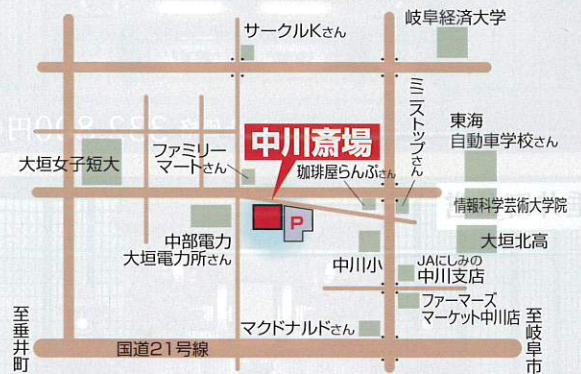 サークルKさん
岐阜経済大学
ミニストップさん
東海
自動車学校さん
大垣女子短大
ファミリー
マートさん
中川斎場
珈琲屋らんぷさん
情報科学芸術大学院
P
中部電力
大垣電力所さん
中川小
大垣北高
JAにしみの
中川支店
ファーマーズ
マーケット中川店
マクドナルドさん
至垂井町
国道21号線
至岐阜市